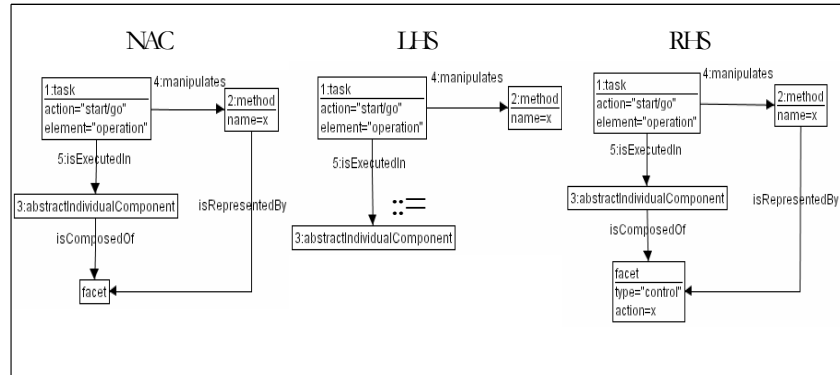 NAC
1:task
action="start/go"
element="operation"
4:manipulates
2:method
name=x
5:isExecutedIn
3:abstractIndividualComponent
isRepresentedBy
isComposedOf
facet
LHS
1:task
action="start/go"
element="operation"
4:manipulates
2:method
name=x
5:isExecutedIn
::=
3:abstractIndividualComponent
RHS
1:task
action="start/go"
element="operation"
4:manipulates
2:method
name=x
5:isExecutedIn
3:abstractIndividualComponent
isRepresentedBy
isComposedOf
facet
type="control"
action=x